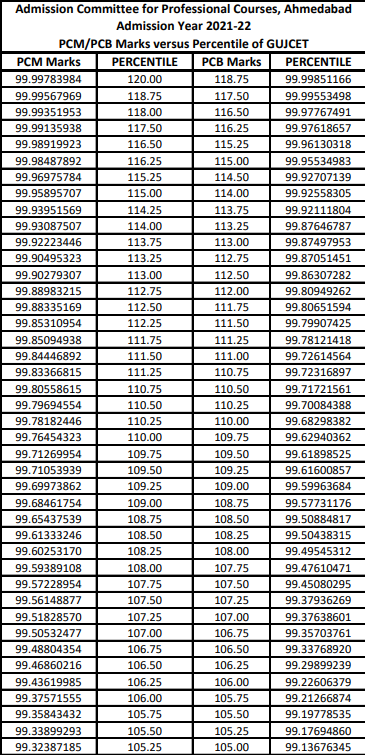 Admission Committee for Professional Courses, Ahmedabad
Admission Year 2021-22
PCM/PCB Marks versus Percentile of GUJCET
PCM Marks PERCENTILE PCB Marks PERCENTILE
99.99783984 120.00 118.75 99.99851166
99.99567969 118.75 117.50 99.99553498
99.99351953 118.00 116.50 99.97767491
99.99135938 117.50 116.25 99.97618657
99.98919923 116.50 115.25 99.96130318
99.98487892 116.25 115.00 99.95534983
99.96975784 115.25 114.50 99.92707139
99.95895707 115.00 114.00 99.92558305
99.93951569 114.25 113.75 99.92111804
99.93087507 114.00 113.25 99.87646787
99.92223446 113.75 113.00 99.87497953
99.90495323 113.25 112.75 99.87051451
99.90279307 113.00 112.50 99.86307282
99.88983215 112.75 112.00 99.80949262
99.88335169 112.50 111.75 99.80651594
99.85310954 112.25 111.50 99.79907425
99.85094938 111.75 111.25 99.78121418
99.84446892 111.50 111.00 99.72614564
99.83366815 111.25 110.75 99.72316897
99.80558615 110.75 110.50 99.71721561
99.79694554 110.50 110.25 99.70084388
99.78182446 110.25 110.00 99.68298382
99.76454323 110.00 109.75 99.62940362
99.71269954 109.75 109.50 99.61898525
99.71053939 109.50 109.25 99.61600857
99.69973862 109.25 109.00 99.59963684
99.68461754 109.00 108.75 99.57731176
99.65437539 108.75 108.50 99.50884817
99.61333246 108.50 108.25 99.50438315
99.60253170 108.25 108.00 99.49545312
99.59389108 108.00 107.75 99.47610471
99.57228954 107.75 107.50 99.45080295
99.56148877 107.50 107.25 99.37936269
99.51828570 107.25 107.00 99.37638601
99.50532477 107.00 106.75 99.35703761
99.48804354 106.75 106.50 99.33768920
99.46860216 106.50 106.25 99.29899239
99.43619985 106.25 106.00 99.22606379
99.37571555 106.00 105.75 99.21266874
99.35843432 105.75 105.50 99.19778535
99.33899293 105.50 105.25 99.17694860
99.32387185 105.25 105.00 99.13676345